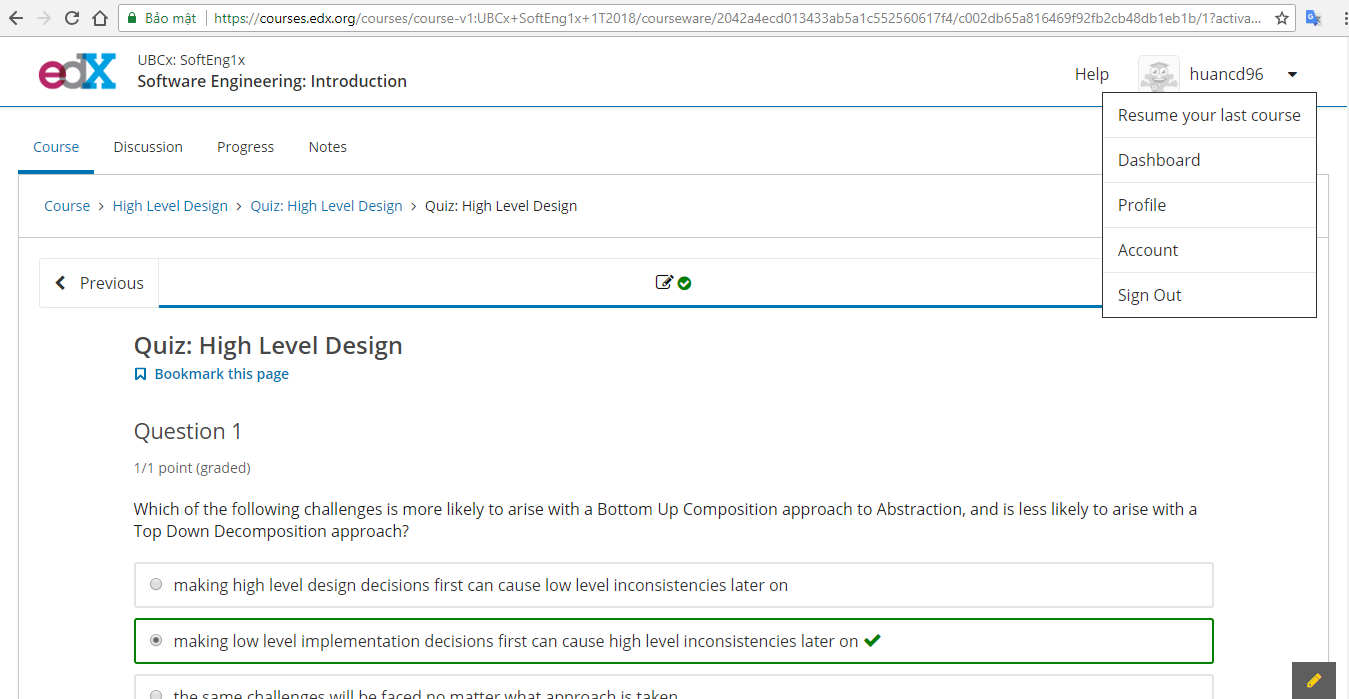 Bảo mật | https://courses.edx.org/courses/course-v1:UBCx+SoftEng1x+1T2018/courseware/2042a4ecd013433ab5a1c552560617f4/c002db65a816469f92fb2cb48db1eb1b/1?activa...
edX
UBCx: SoftEng1x
Software Engineering: Introduction
Help
huancd96
Resume your last course
Dashboard
Profile
Account
Sign Out
Course Discussion Progress Notes
Course > High Level Design > Quiz: High Level Design > Quiz: High Level Design
Previous
Quiz: High Level Design
Bookmark this page
Question 1
1/1 point (graded)
Which of the following challenges is more likely to arise with a Bottom Up Composition approach to Abstraction, and is less likely to arise with a
Top Down Decomposition approach?
making high level design decisions first can cause low level inconsistencies later on
making low level implementation decisions first can cause high level inconsistencies later on
the same challenges will be faced no matter what approach is taken